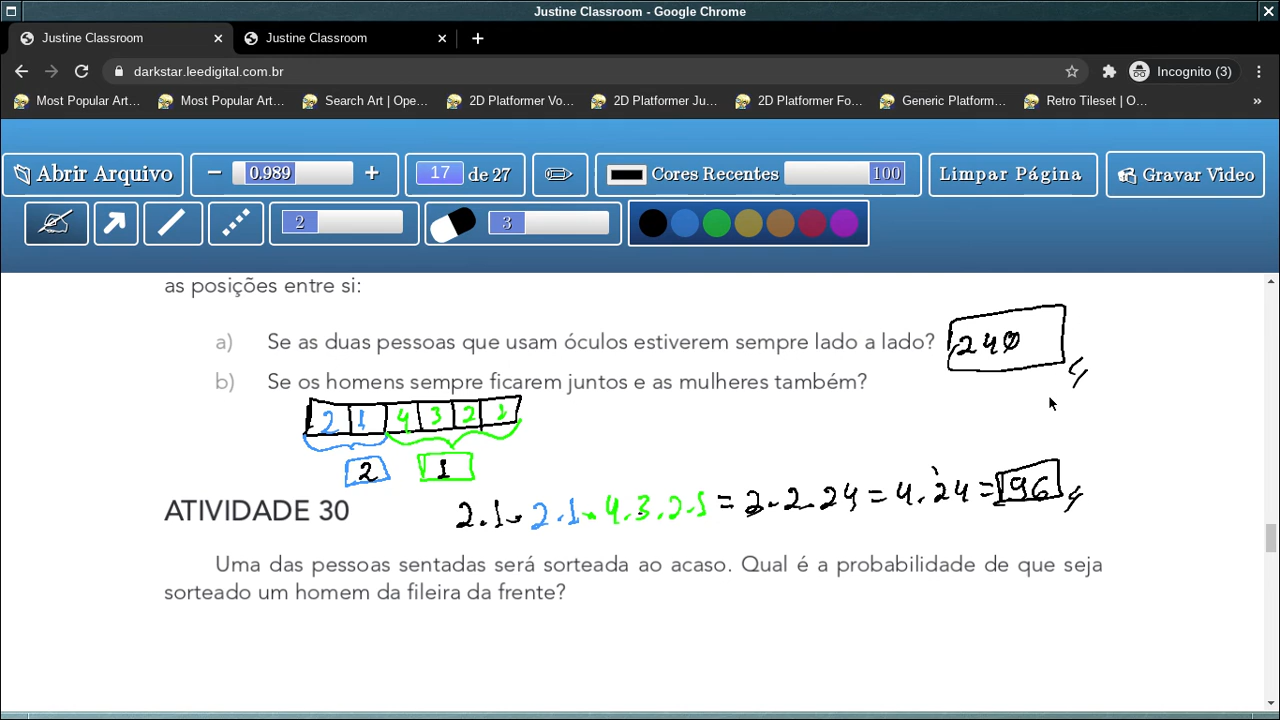 Justine Classroom - Google Chrome
Justine Classroom
Justine Classroom
darkstar.leedigital.com.br
Incognito (3)
Most Popular Art…
Most Popular Art…
Search Art | Ope…
2D Platformer Vo…
2D Platformer Ju…
2D Platformer Fo…
Generic Platform…
Retro Tileset | O…
Abrir Arquivo
− 0,989 +
17 de 27
Cores Recentes 100
Limpar Página
Gravar Video
2
3
as posições entre si:
a) Se as duas pessoas que usam óculos estiverem sempre lado a lado? 240
b) Se os homens sempre ficarem juntos e as mulheres também?
2 1 4 3 2 1
2 1
2.1.2.1.4.3.2.1 = 2.2.24 = 4.24 = 96
ATIVIDADE 30
Uma das pessoas sentadas será sorteada ao acaso. Qual é a probabilidade de que seja
sorteado um homem da fileira da frente?